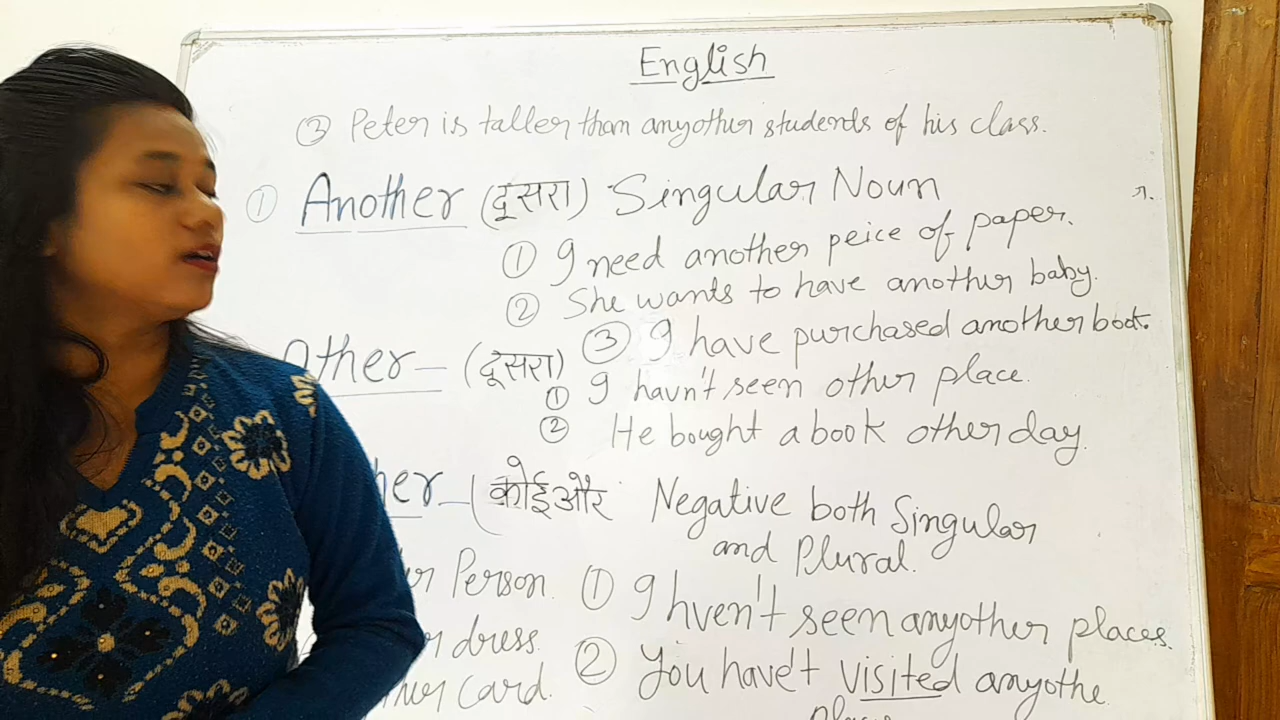 English
③ Peter is taller than anyother students of his class.
① Another (दूसरा) Singular Noun
① I need another peice of paper.
② She wants to have another baby.
③ I have purchased another book.
Other — (दूसरा)
① I havn't seen other place.
② He bought a book other day.
her — (कोई और Negative both Singular
and Plural.
Person.
① I hven't seen anyother places.
dress.
② You have't visited anyothe
card.